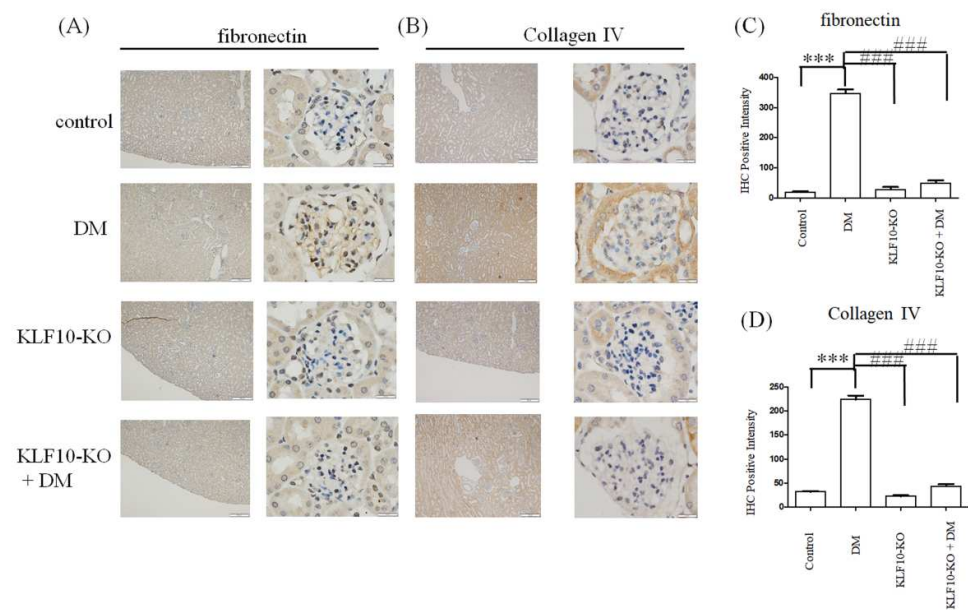 (A)
fibronectin
(B)
Collagen IV
control
DM
KLF10-KO
KLF10-KO
+ DM
(C)
fibronectin
***
###
###
IHC Positive Intensity
400
300
200
100
0
Control
DM
KLF10-KO
KLF10-KO + DM
(D)
Collagen IV
***
###
###
IHC Positive Intensity
250
200
150
100
50
0
Control
DM
KLF10-KO
KLF10-KO + DM